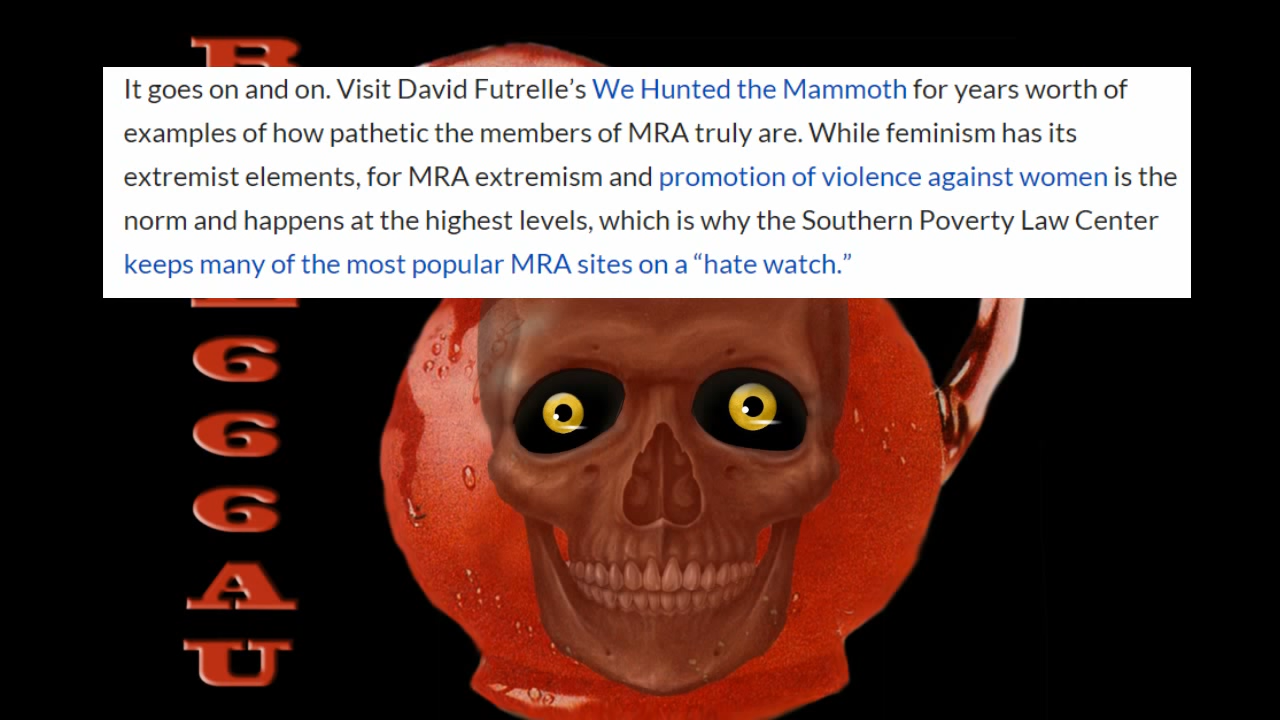 It goes on and on. Visit David Futrelle’s We Hunted the Mammoth for years worth of
examples of how pathetic the members of MRA truly are. While feminism has its
extremist elements, for MRA extremism and promotion of violence against women is the
norm and happens at the highest levels, which is why the Southern Poverty Law Center
keeps many of the most popular MRA sites on a “hate watch.”
6
6
6
A
U